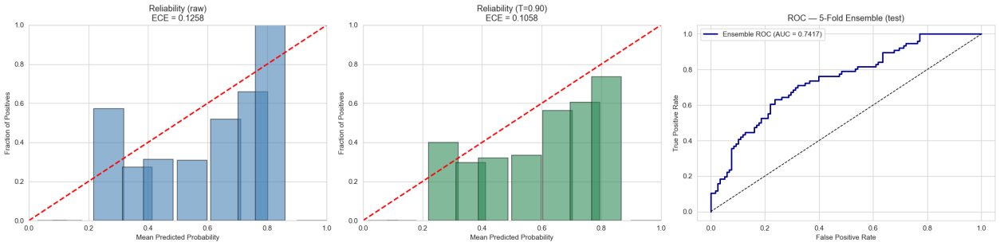 Reliability (raw)
ECE = 0.1258
Fraction of Positives
1.0
0.8
0.6
0.4
0.2
0.0
0.0 0.2 0.4 0.6 0.8 1.0
Mean Predicted Probability
Reliability (T=0.90)
ECE = 0.1058
Fraction of Positives
1.0
0.8
0.6
0.4
0.2
0.0
0.0 0.2 0.4 0.6 0.8 1.0
Mean Predicted Probability
ROC — 5-Fold Ensemble (test)
Ensemble ROC (AUC = 0.7417)
True Positive Rate
1.0
0.8
0.6
0.4
0.2
0.0
0.0 0.2 0.4 0.6 0.8 1.0
False Positive Rate